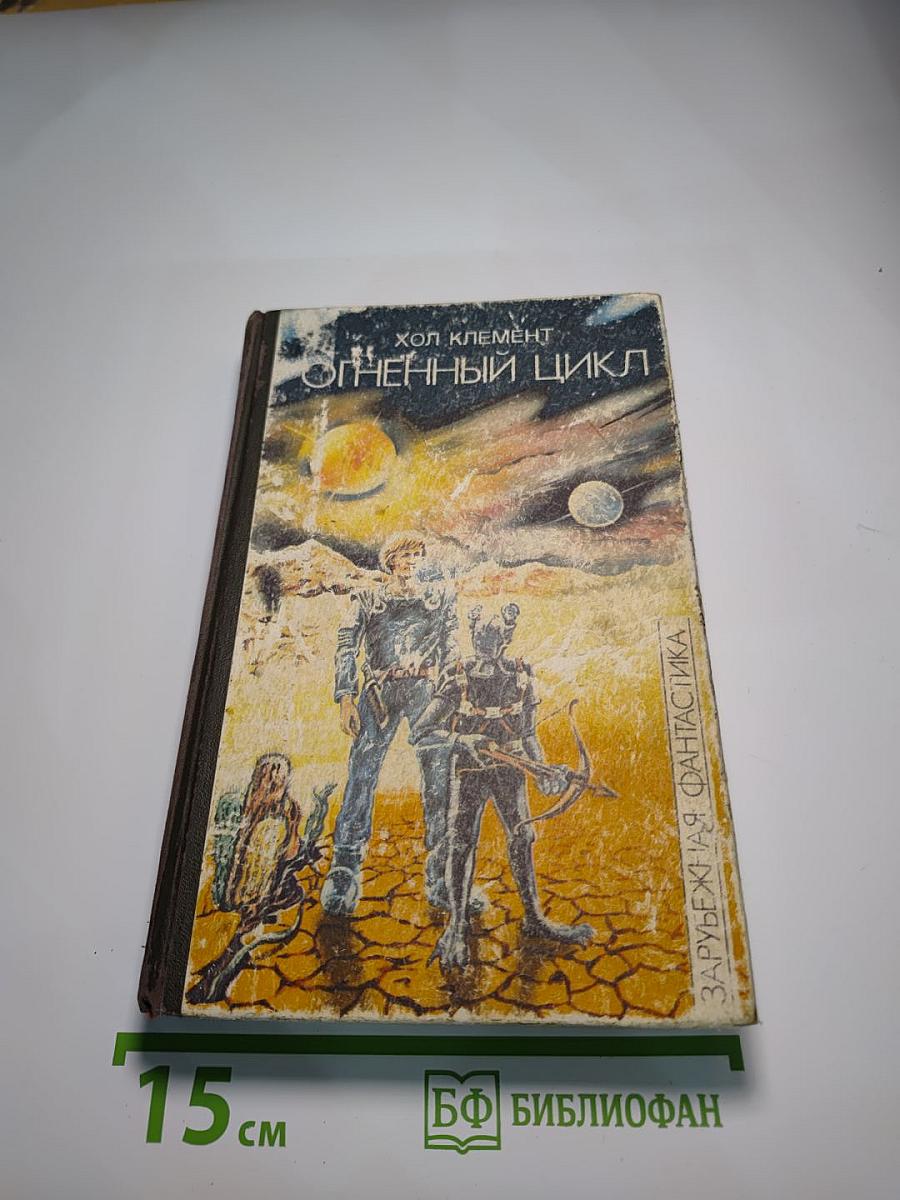 ХОЛ КЛЕМЕНТ
ОГНЕННЫЙ ЦИКЛ
ЗАРУБЕЖНАЯ ФАНТАСТИКА
15 см
БФ БИБЛИОФАН